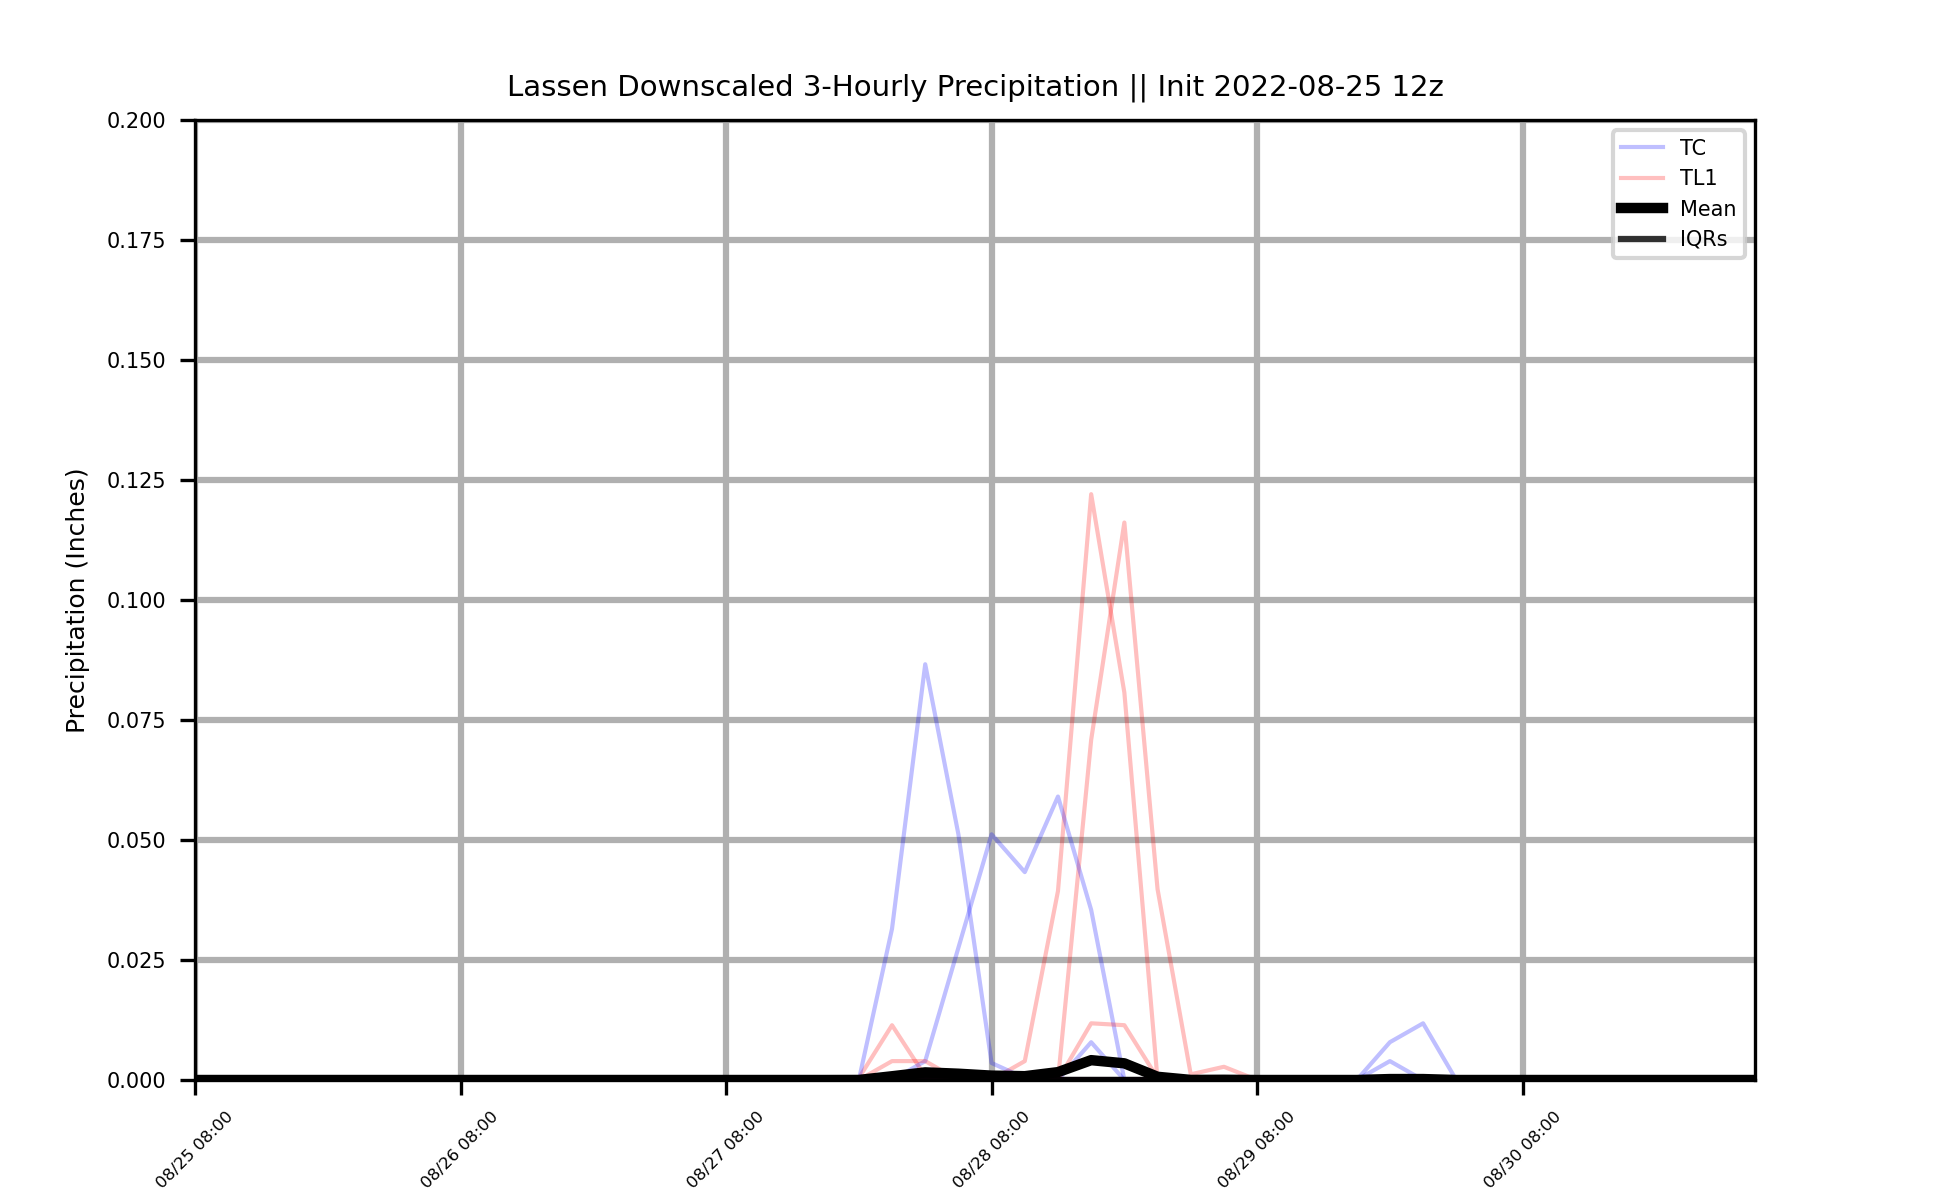 Lassen Downscaled 3-Hourly Precipitation || Init 2022-08-25 12z
0.200
0.175
0.150
0.125
0.100
0.075
0.050
0.025
0.000
Precipitation (Inches)
TC
TL1
Mean
IQRs
08/25 08:00
08/26 08:00
08/27 08:00
08/28 08:00
08/29 08:00
08/30 08:00